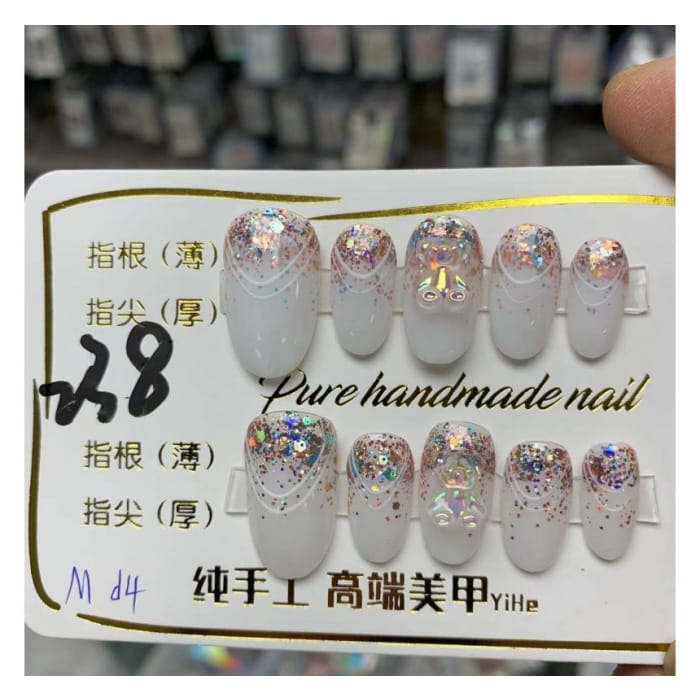 指根（薄）
指尖（厚）
238
Pure handmade nail
指根（薄）
指尖（厚）
M d4
纯手工 高端美甲YiHe